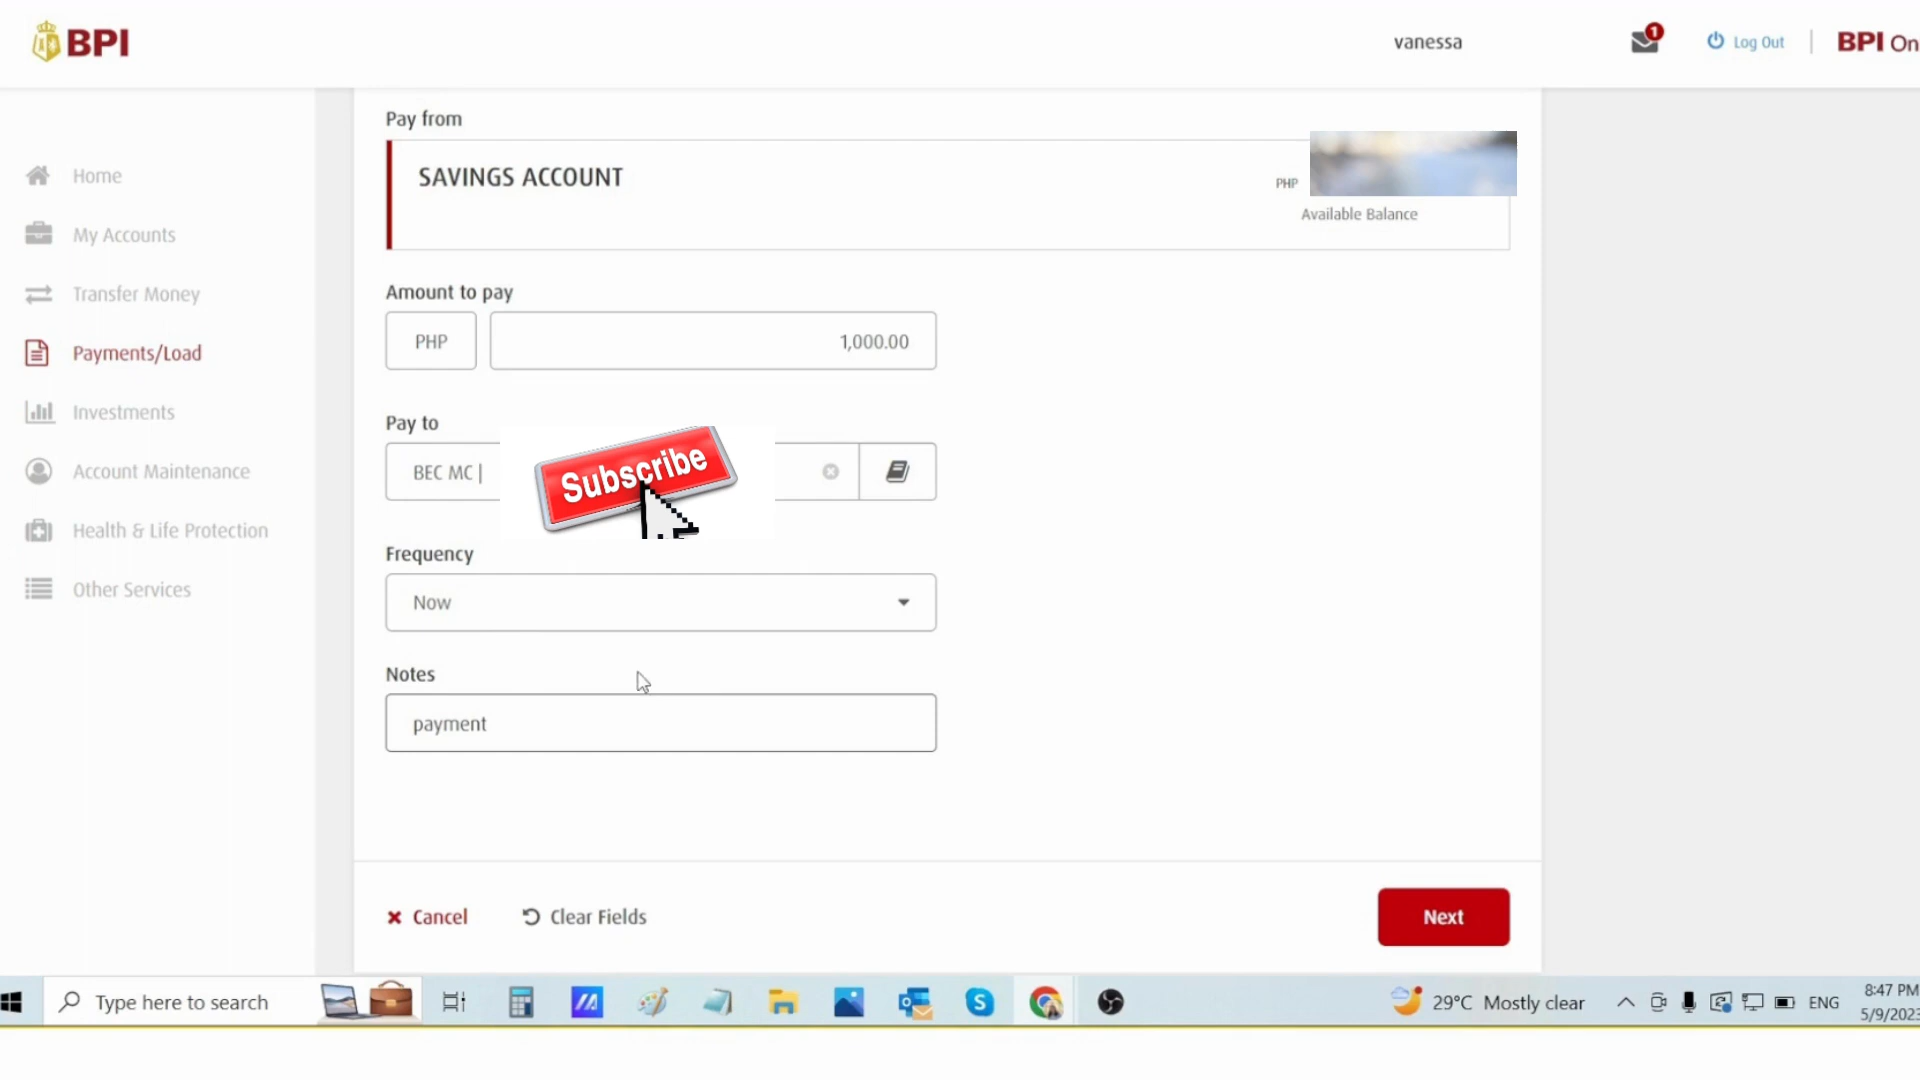 BPI
vanessa
1
Log Out
BPI On
Home
My Accounts
Transfer Money
Payments/Load
Investments
Account Maintenance
Health & Life Protection
Other Services
Pay from
SAVINGS ACCOUNT
PHP
Available Balance
Amount to pay
PHP
1,000.00
Pay to
BEC MC |
Subscribe
Frequency
Now
Notes
payment
Cancel
Clear Fields
Next
Type here to search
29°C Mostly clear
ENG
8:47 PM
5/9/2023